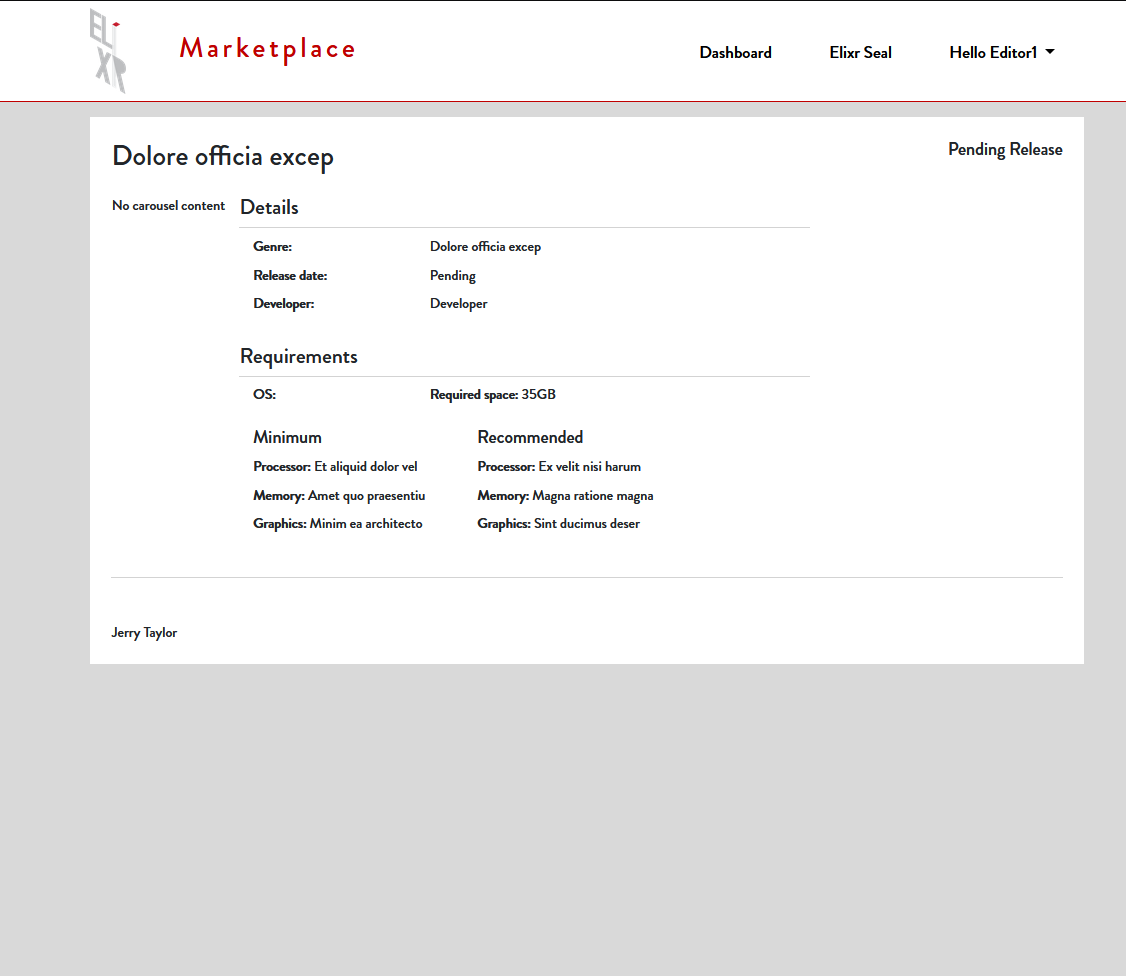 ELIXR
Marketplace
Dashboard Elixr Seal Hello Editor1
Dolore officia excep
Pending Release
No carousel content
Details
Genre: Dolore officia excep
Release date: Pending
Developer: Developer
Requirements
OS: Required space: 35GB
Minimum Recommended
Processor: Et aliquid dolor vel Processor: Ex velit nisi harum
Memory: Amet quo praesentiu Memory: Magna ratione magna
Graphics: Minim ea architecto Graphics: Sint ducimus deser
Jerry Taylor